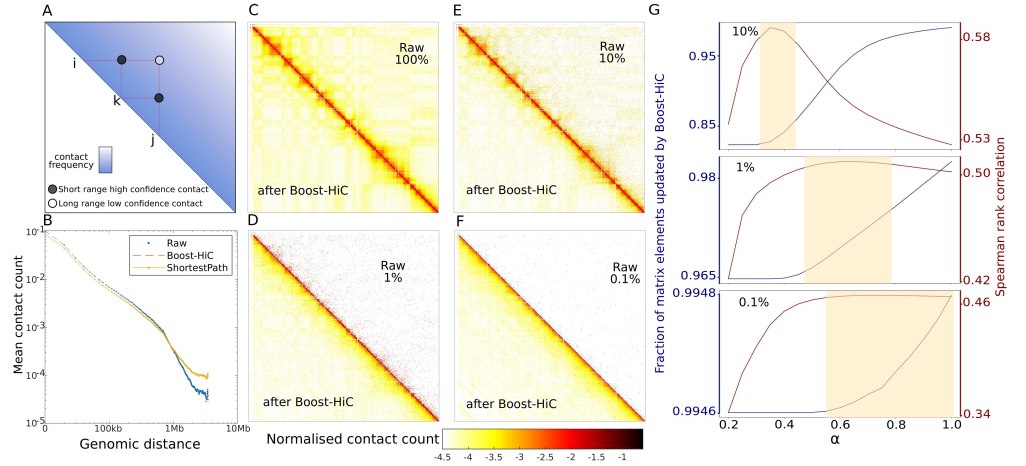 A
i
k
j
contact
frequency
Short range high confidence contact
Long range low confidence contact
B
Raw
Boost-HiC
ShortestPath
Mean contact count
10-1
10-2
10-3
10-4
10-5
0
100kb
1Mb
10Mb
Genomic distance
C
Raw
100%
after Boost-HiC
D
Raw
1%
after Boost-HiC
E
Raw
10%
after Boost-HiC
F
Raw
0.1%
after Boost-HiC
Normalised contact count
-4.5 -4 -3.5 -3 -2.5 -2 -1.5 -1
G
Fraction of matrix elements updated by Boost-HiC
Spearman rank correlation
10%
0.95
0.85
0.58
0.53
1%
0.98
0.965
0.50
0.42
0.1%
0.9948
0.9946
0.46
0.34
0.2 0.4 0.6 0.8 1.0
α